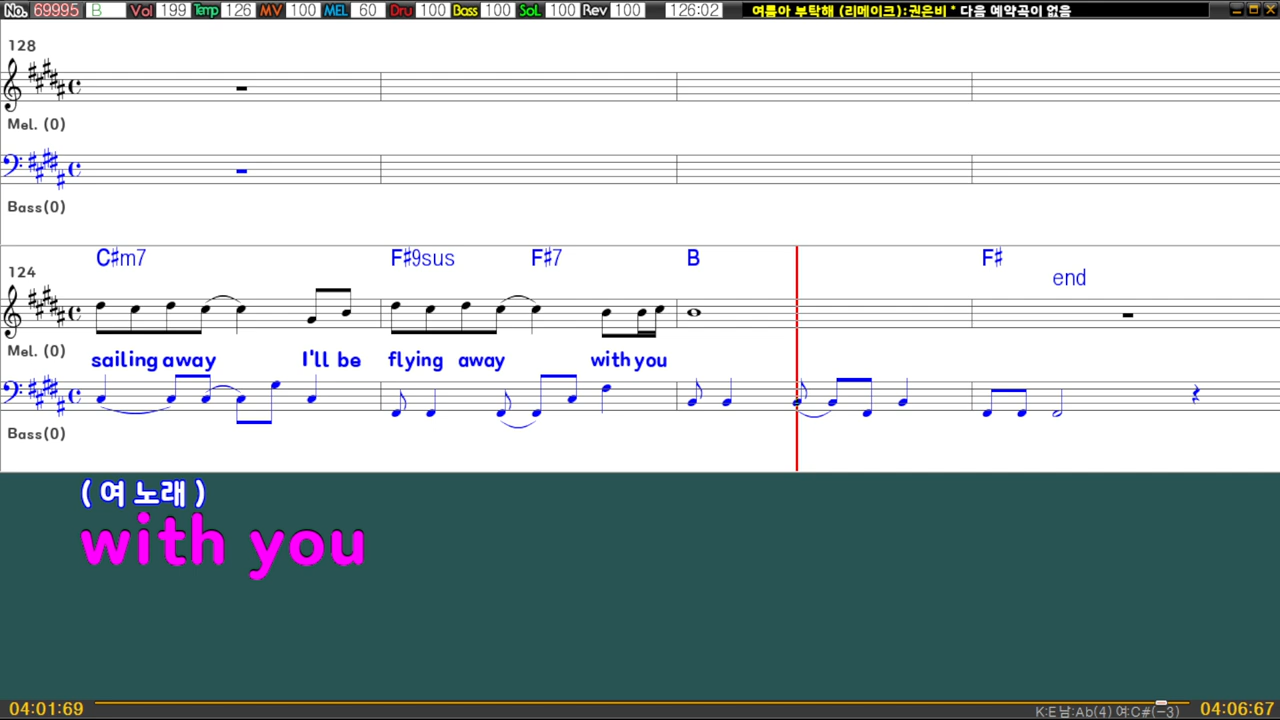 No. 69995 B Vol 199 Temp 126 MV 100 MEL 60 Dru 100 Bass 100 SoL 100 Rev 100 126:02 여름아 부탁해 (리메이크):권은비 * 다음 예약곡이 없음
128
Mel. (0)
Bass(0)
C♯m7 F♯9sus F♯7 B F♯
124
end
Mel. (0)
sailing away I'll be flying away with you
Bass(0)
( 여 노래 )
with you
04:01:69 K:E 남:Ab(4) 여:C#(-3) 04:06:67